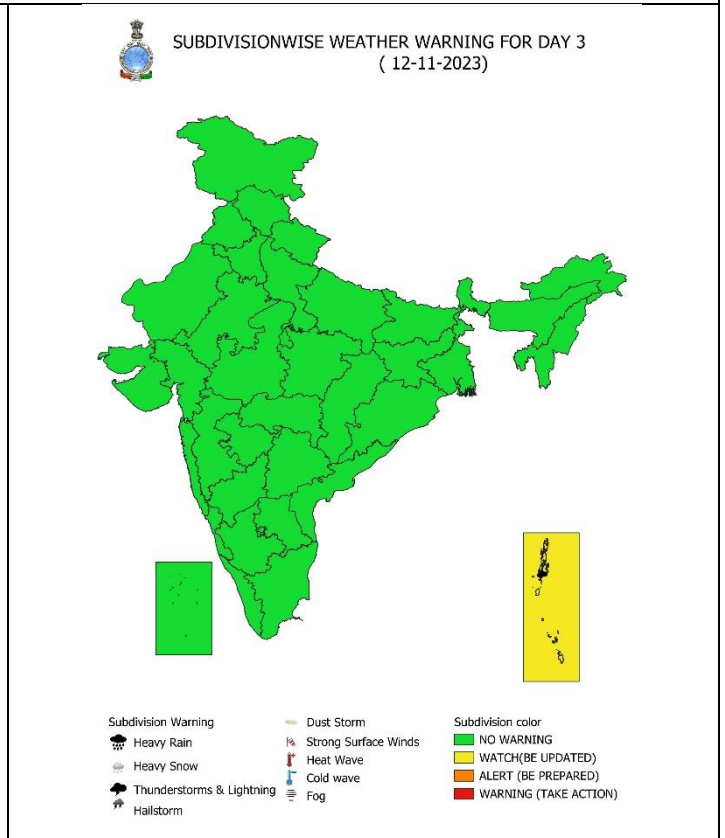 SUBDIVISIONWISE WEATHER WARNING FOR DAY 3
( 12-11-2023)
Subdivision Warning
Heavy Rain
Heavy Snow
Thunderstorms & Lightning
Hailstorm
Dust Storm
Strong Surface Winds
Heat Wave
Cold wave
Fog
Subdivision color
NO WARNING
WATCH(BE UPDATED)
ALERT (BE PREPARED)
WARNING (TAKE ACTION)